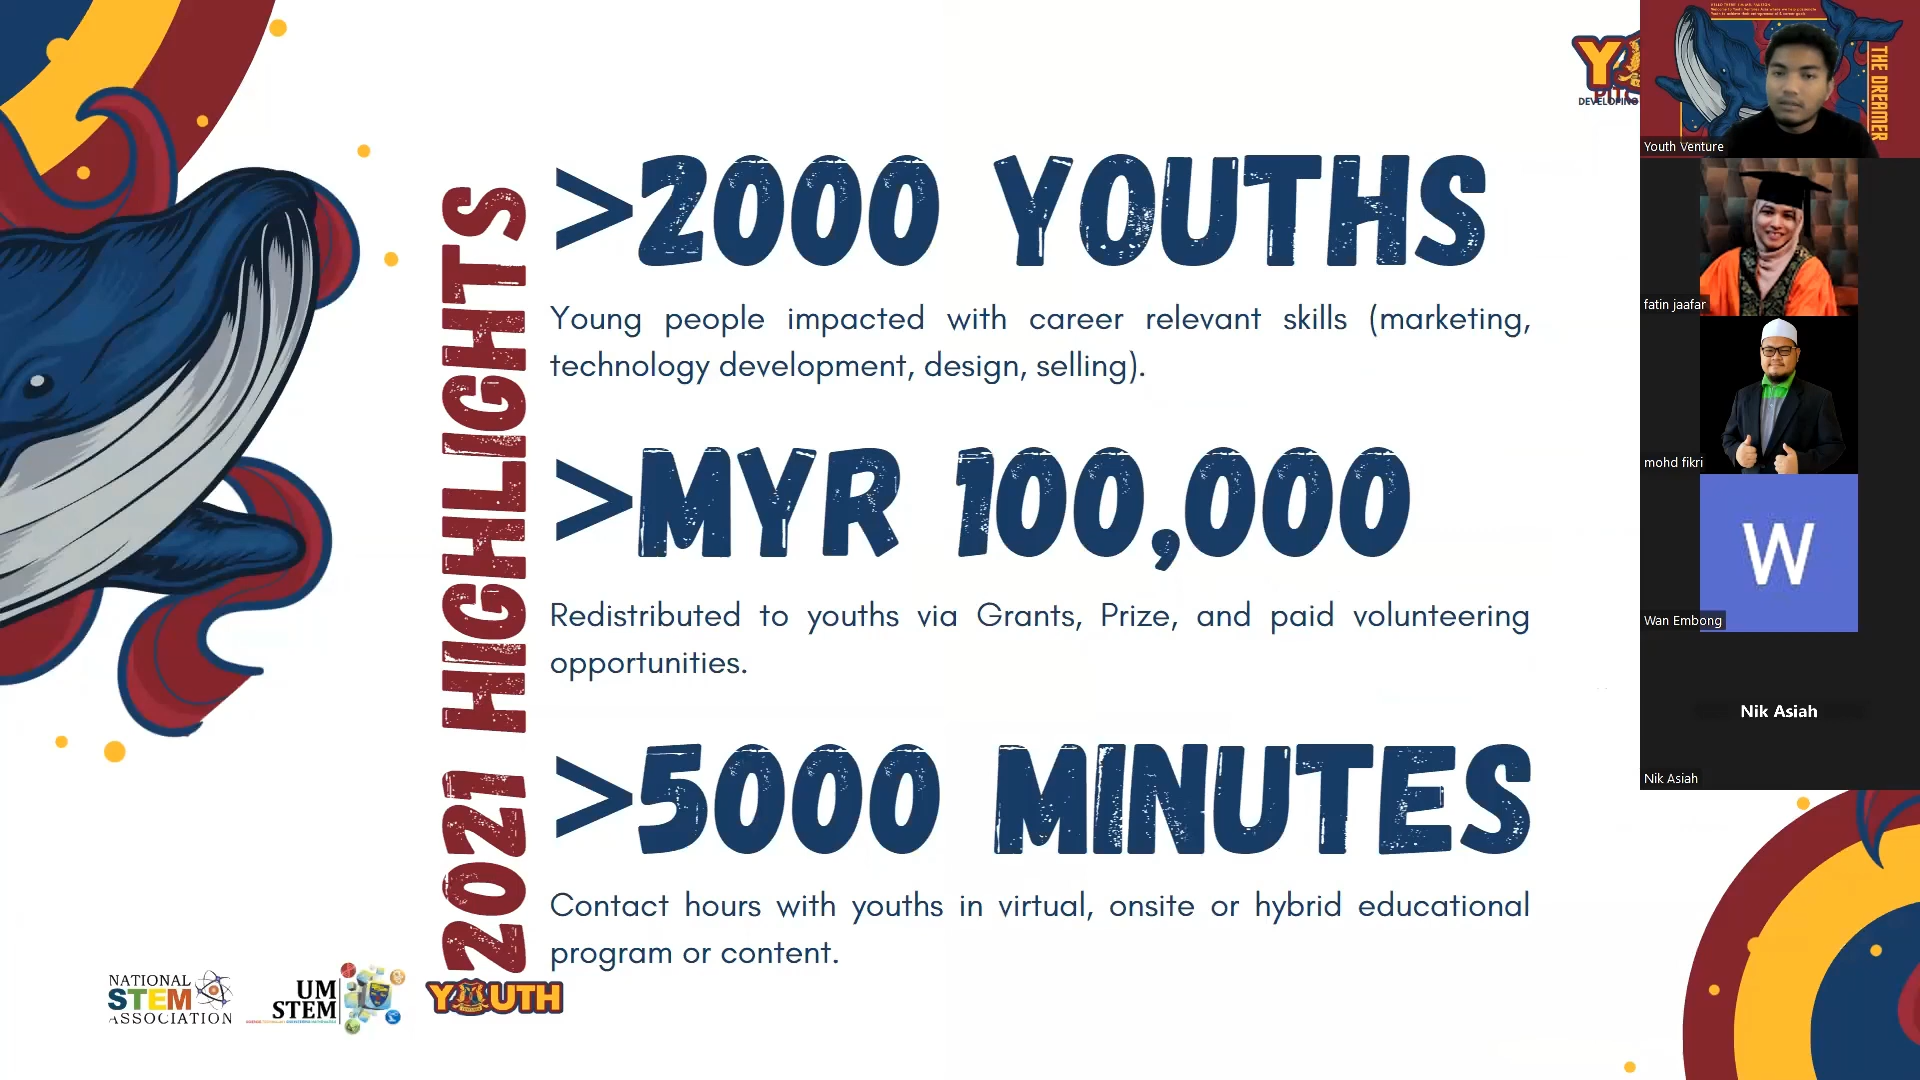 2021 HIGHLIGHTS
>2000 YOUTHS
Young people impacted with career relevant skills (marketing,
technology development, design, selling).
>MYR 100,000
Redistributed to youths via Grants, Prize, and paid volunteering
opportunities.
>5000 MINUTES
Contact hours with youths in virtual, onsite or hybrid educational
program or content.
NATIONAL
STEM
ASSOCIATION
UM
STEM
YOUTH
DEVELOPING
THE DREAMER
Youth Venture
fatin jaafar
mohd fikri
W
Wan Embong
Nik Asiah
Nik Asiah